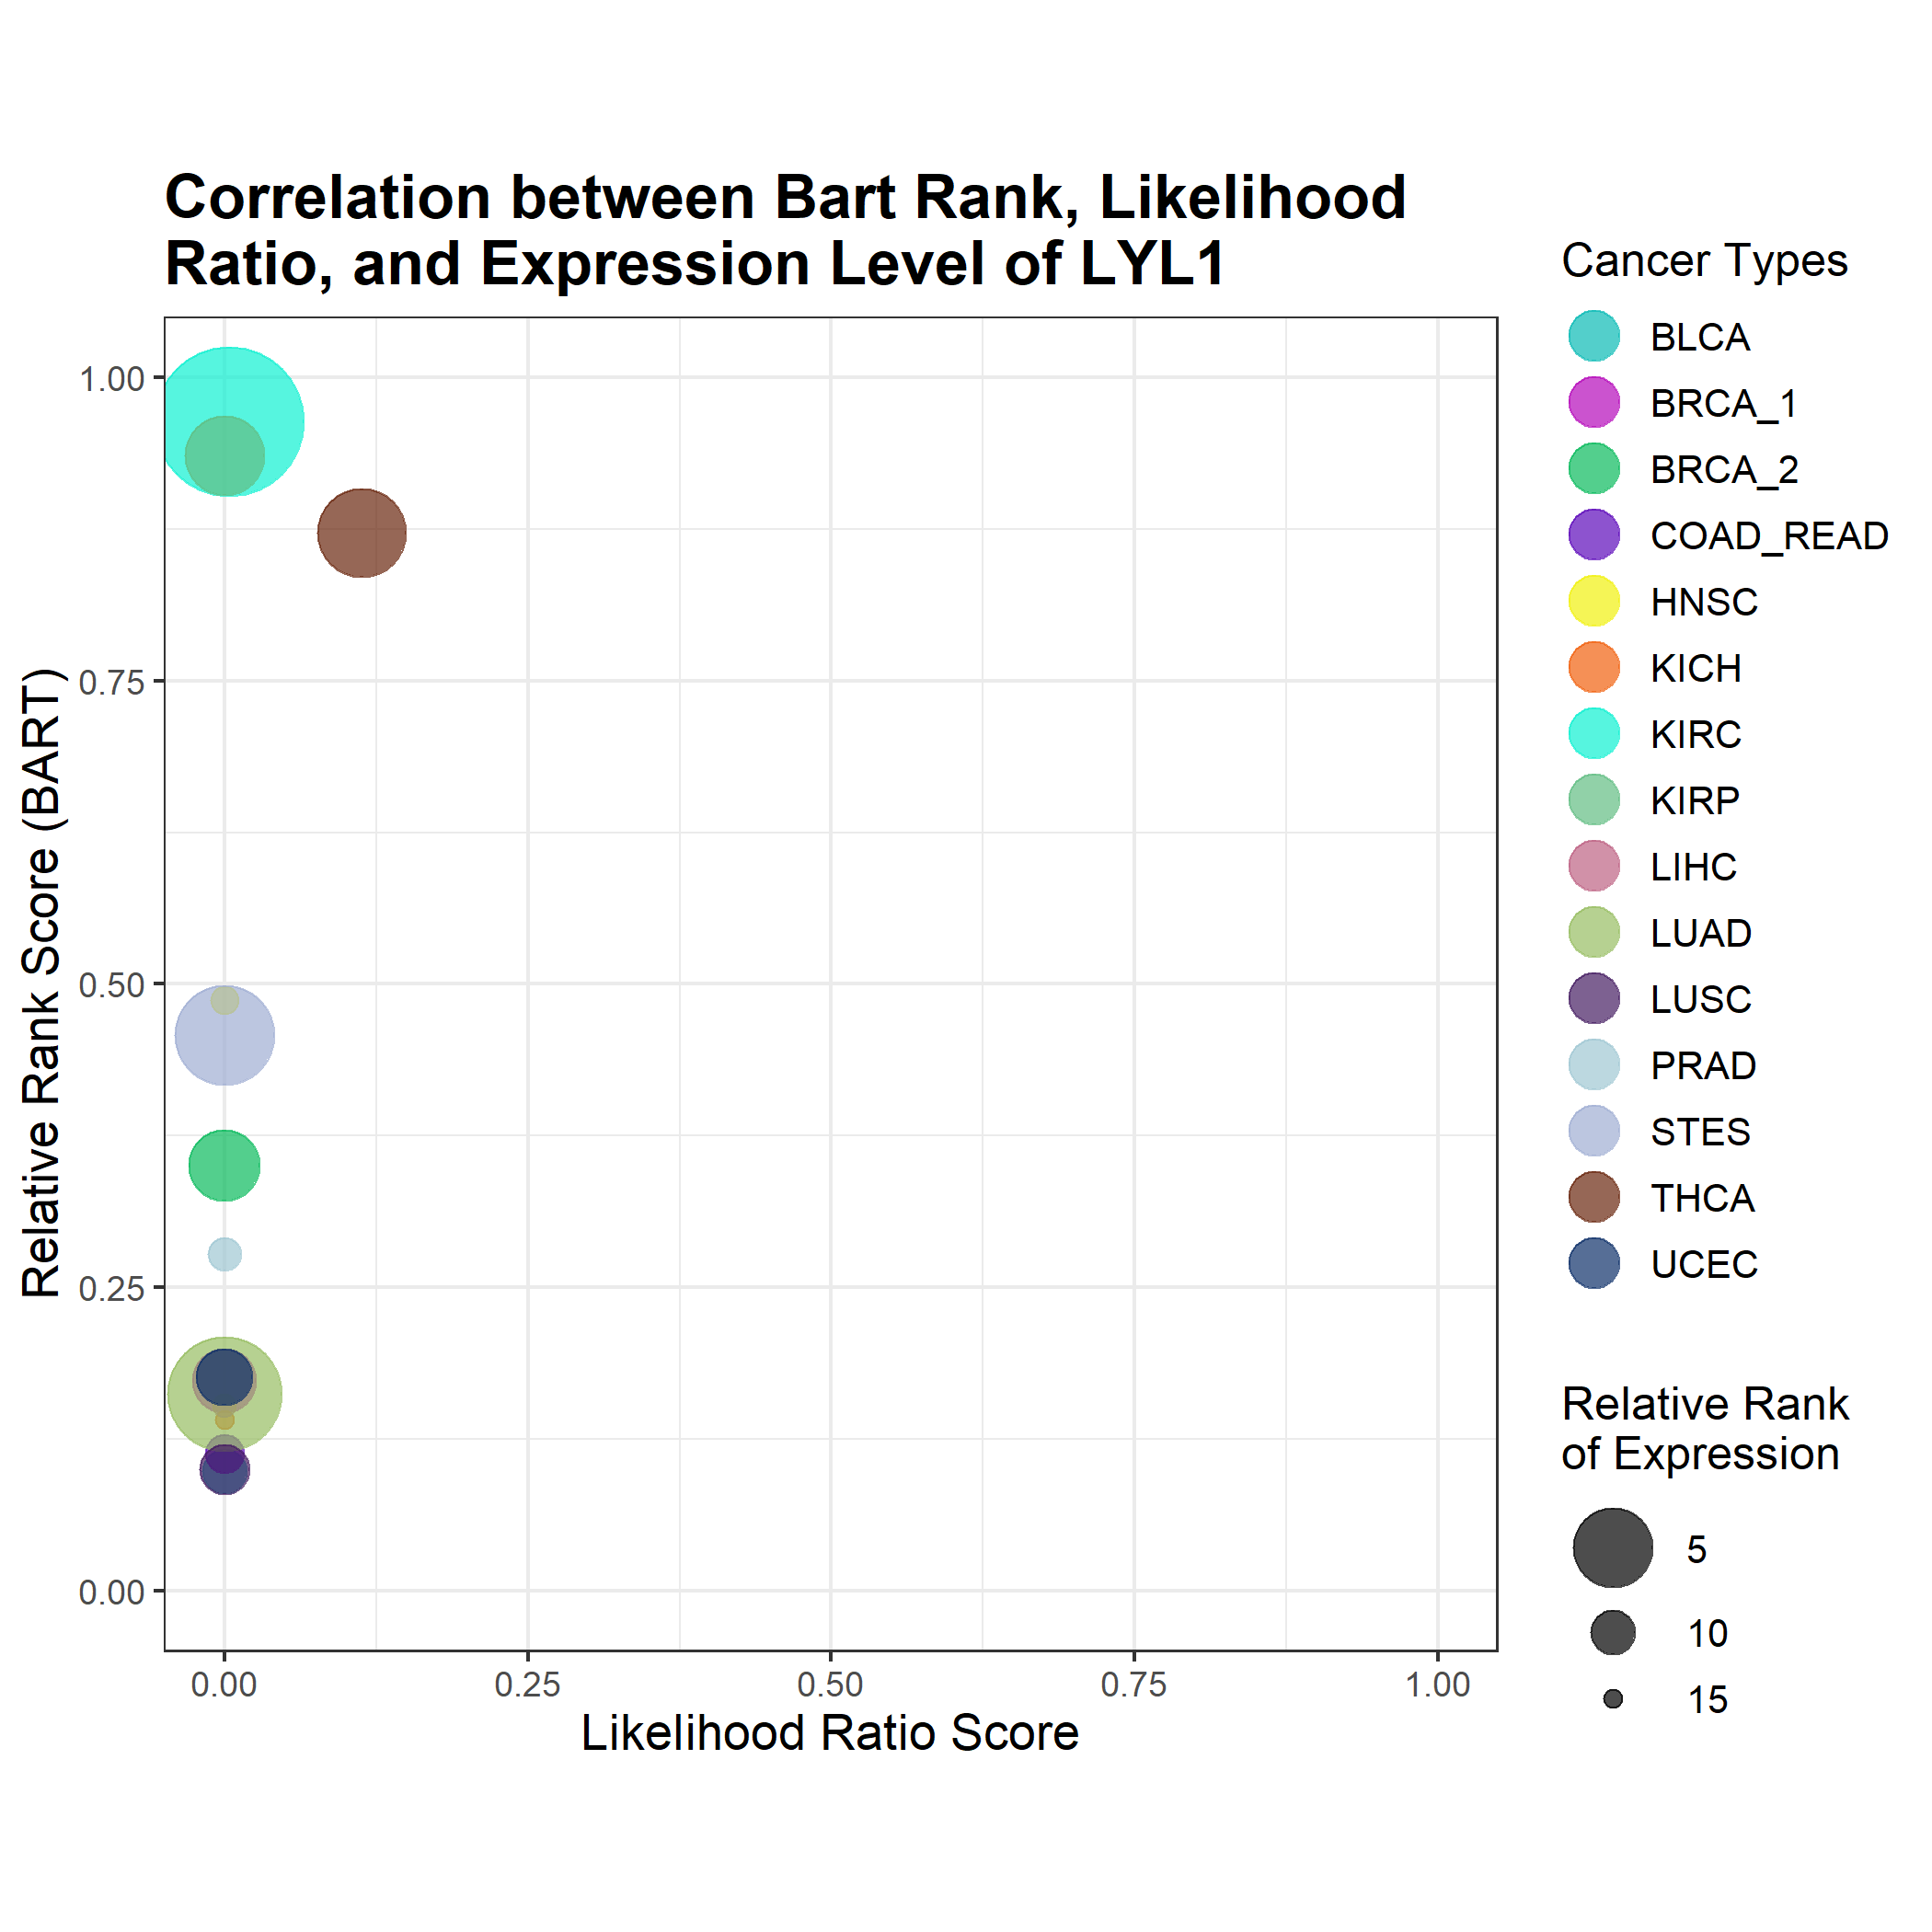 Correlation between Bart Rank, Likelihood
Ratio, and Expression Level of LYL1
Relative Rank Score (BART)
1.00
0.75
0.50
0.25
0.00
0.00
0.25
0.50
0.75
1.00
Likelihood Ratio Score
Cancer Types
BLCA
BRCA_1
BRCA_2
COAD_READ
HNSC
KICH
KIRC
KIRP
LIHC
LUAD
LUSC
PRAD
STES
THCA
UCEC
Relative Rank
of Expression
5
10
15